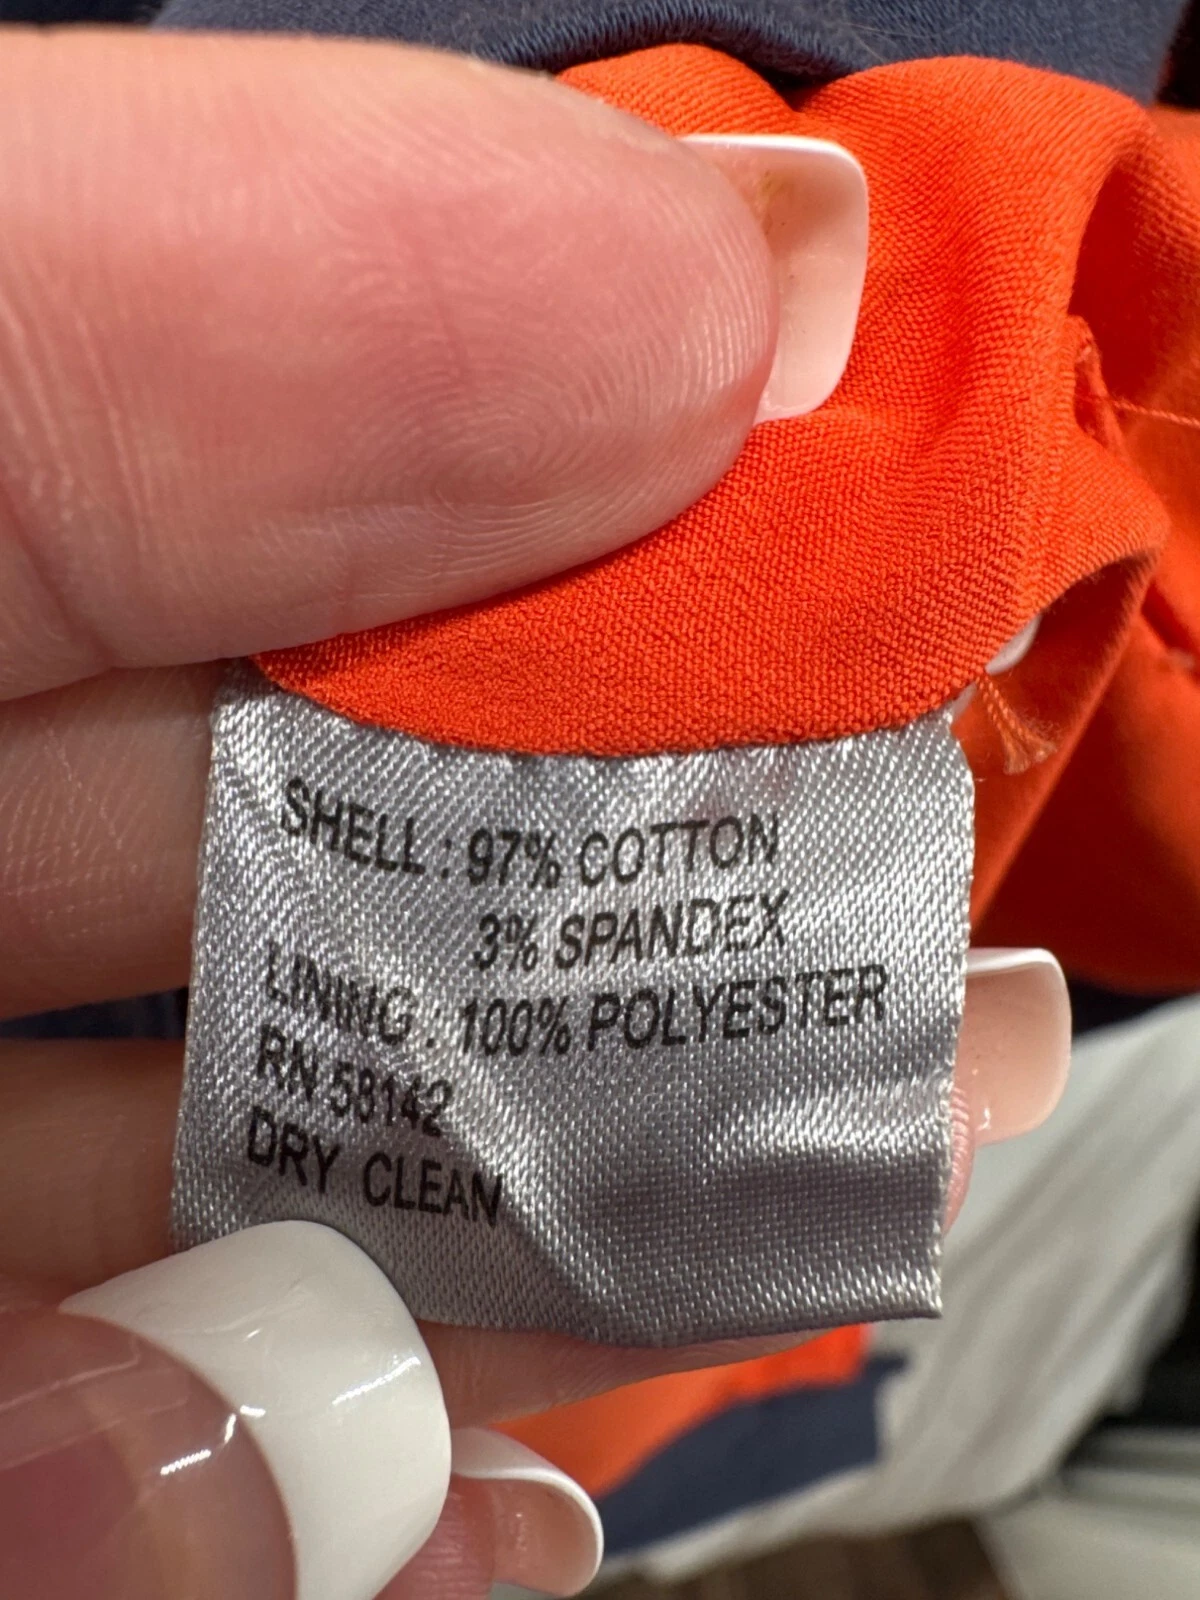 SHELL : 97% COTTON
3% SPANDEX
LINING : 100% POLYESTER
RN 58142
DRY CLEAN